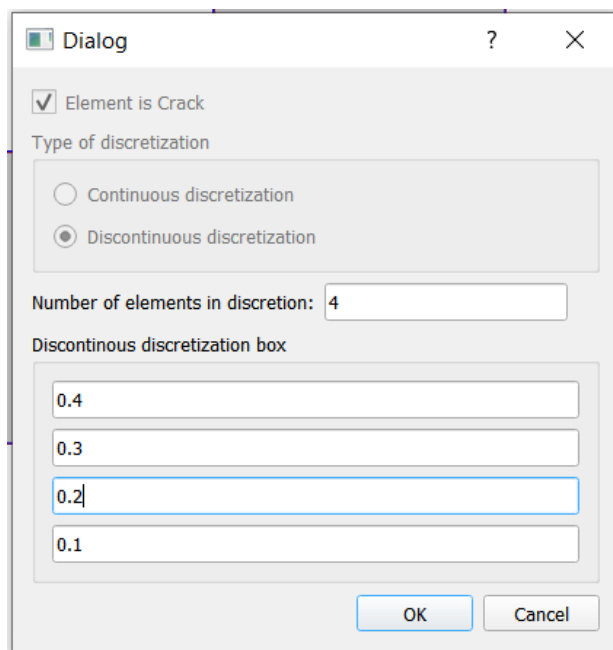 Dialog ?
Element is Crack
Type of discretization
Continuous discretization
Discontinuous discretization
Number of elements in discretion: 4
Discontinous discretization box
0.4
0.3
0.2
0.1
OK Cancel